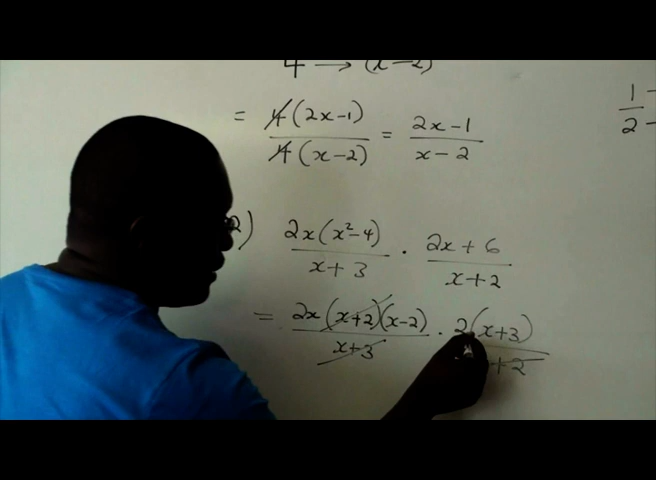 4 → (x-2)
= 4(2x-1) / 4(x-2) = 2x-1 / x-2
1 / 2
2) 2x(x²-4) / x+3 · 2x+6 / x+2
= 2x(x+2)(x-2) / x+3 · 2(x+3) / +2